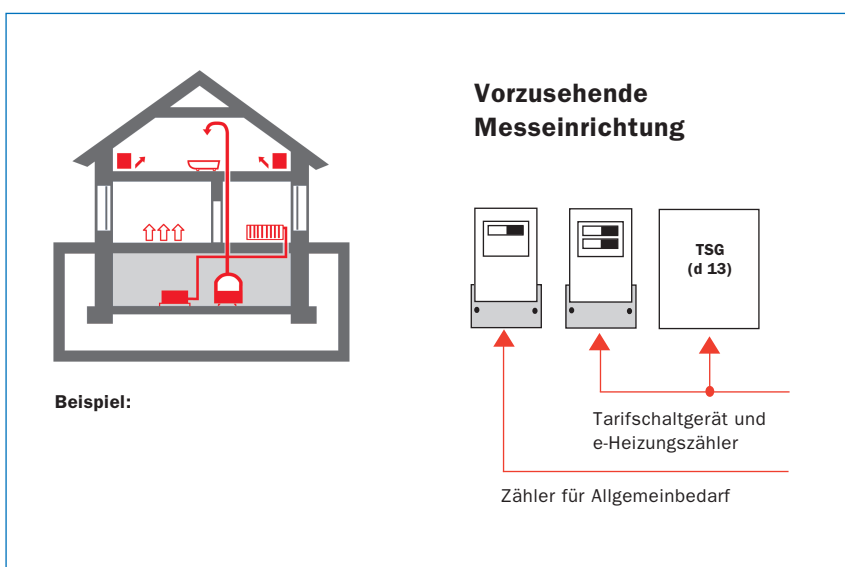 Vorzusehende
Messeinrichtung
TSG
(d 13)
Beispiel:
Tarifschaltgerät und
e-Heizungszähler
Zähler für Allgemeinbedarf